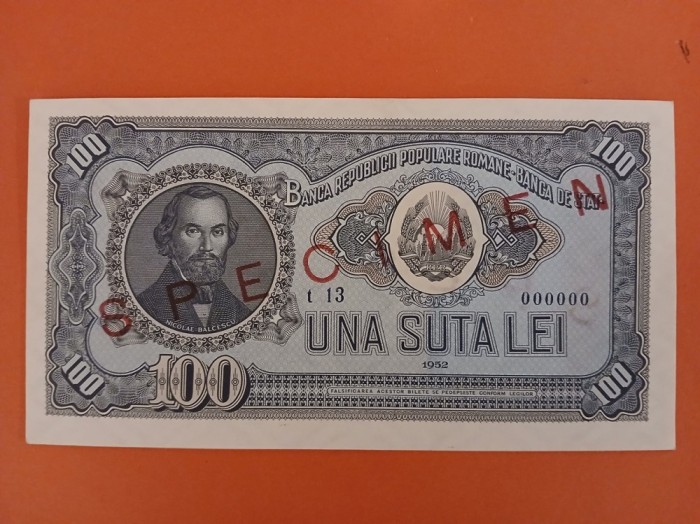 100
100
BANCA REPUBLICII POPULARE ROMANE-BANCA DE STAT
SPECIMEN
NICOLAE BALCESCU
t 13
000000
UNA SUTA LEI
1952
100
100
FALSIFICAREA ACESTOR BILETE SE PEDEPSESTE CONFORM LEGILOR
100